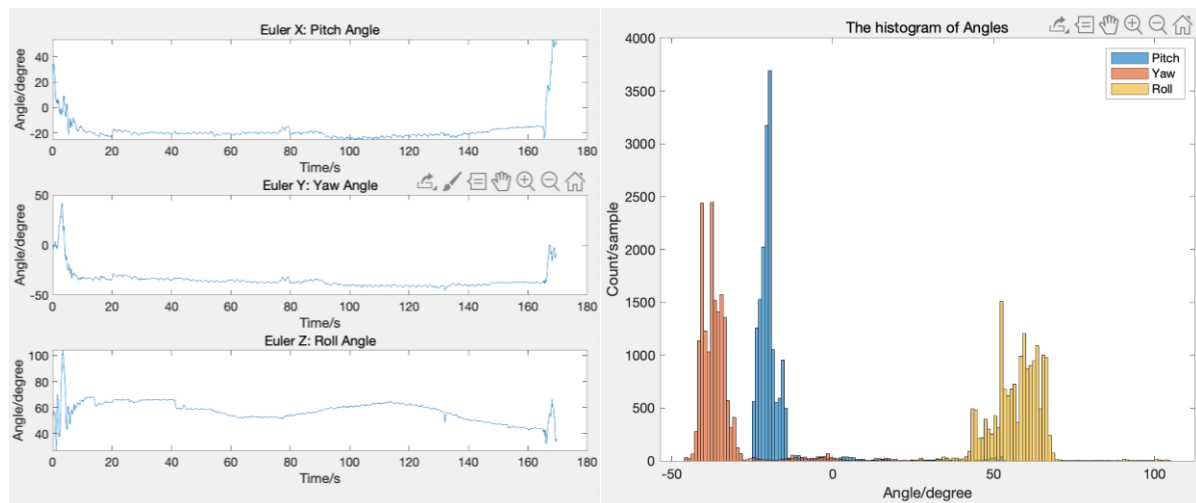 Euler X: Pitch Angle
Angle/degree
40
20
0
-20
0 20 40 60 80 100 120 140 160 180
Time/s
Euler Y: Yaw Angle
Angle/degree
50
0
-50
0 20 40 60 80 100 120 140 160 180
Time/s
Euler Z: Roll Angle
Angle/degree
100
80
60
40
0 20 40 60 80 100 120 140 160 180
Time/s
The histogram of Angles
Pitch
Yaw
Roll
Count/sample
4000
3500
3000
2500
2000
1500
1000
500
0
-50 0 50 100
Angle/degree